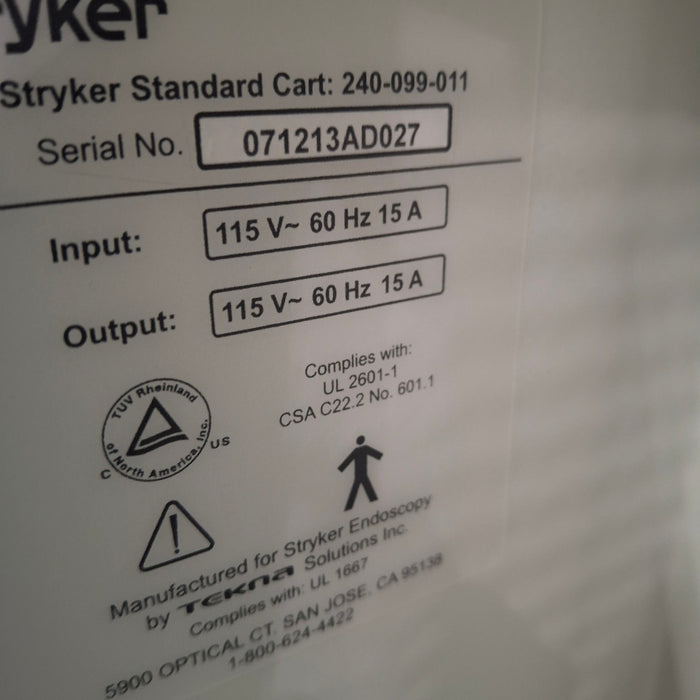 yker
Stryker Standard Cart: 240-099-011
Serial No. 071213AD027
Input: 115 V~ 60 Hz 15 A
Output: 115 V~ 60 Hz 15 A
Complies with:
UL 2601-1
CSA C22.2 No. 601.1
TUV Rheinland
of North America, Inc.
C US
Manufactured for Stryker Endoscopy
by TEKNA Solutions Inc.
Complies with: UL 1667
5900 OPTICAL CT. SAN JOSE, CA 95138
1-800-624-4422